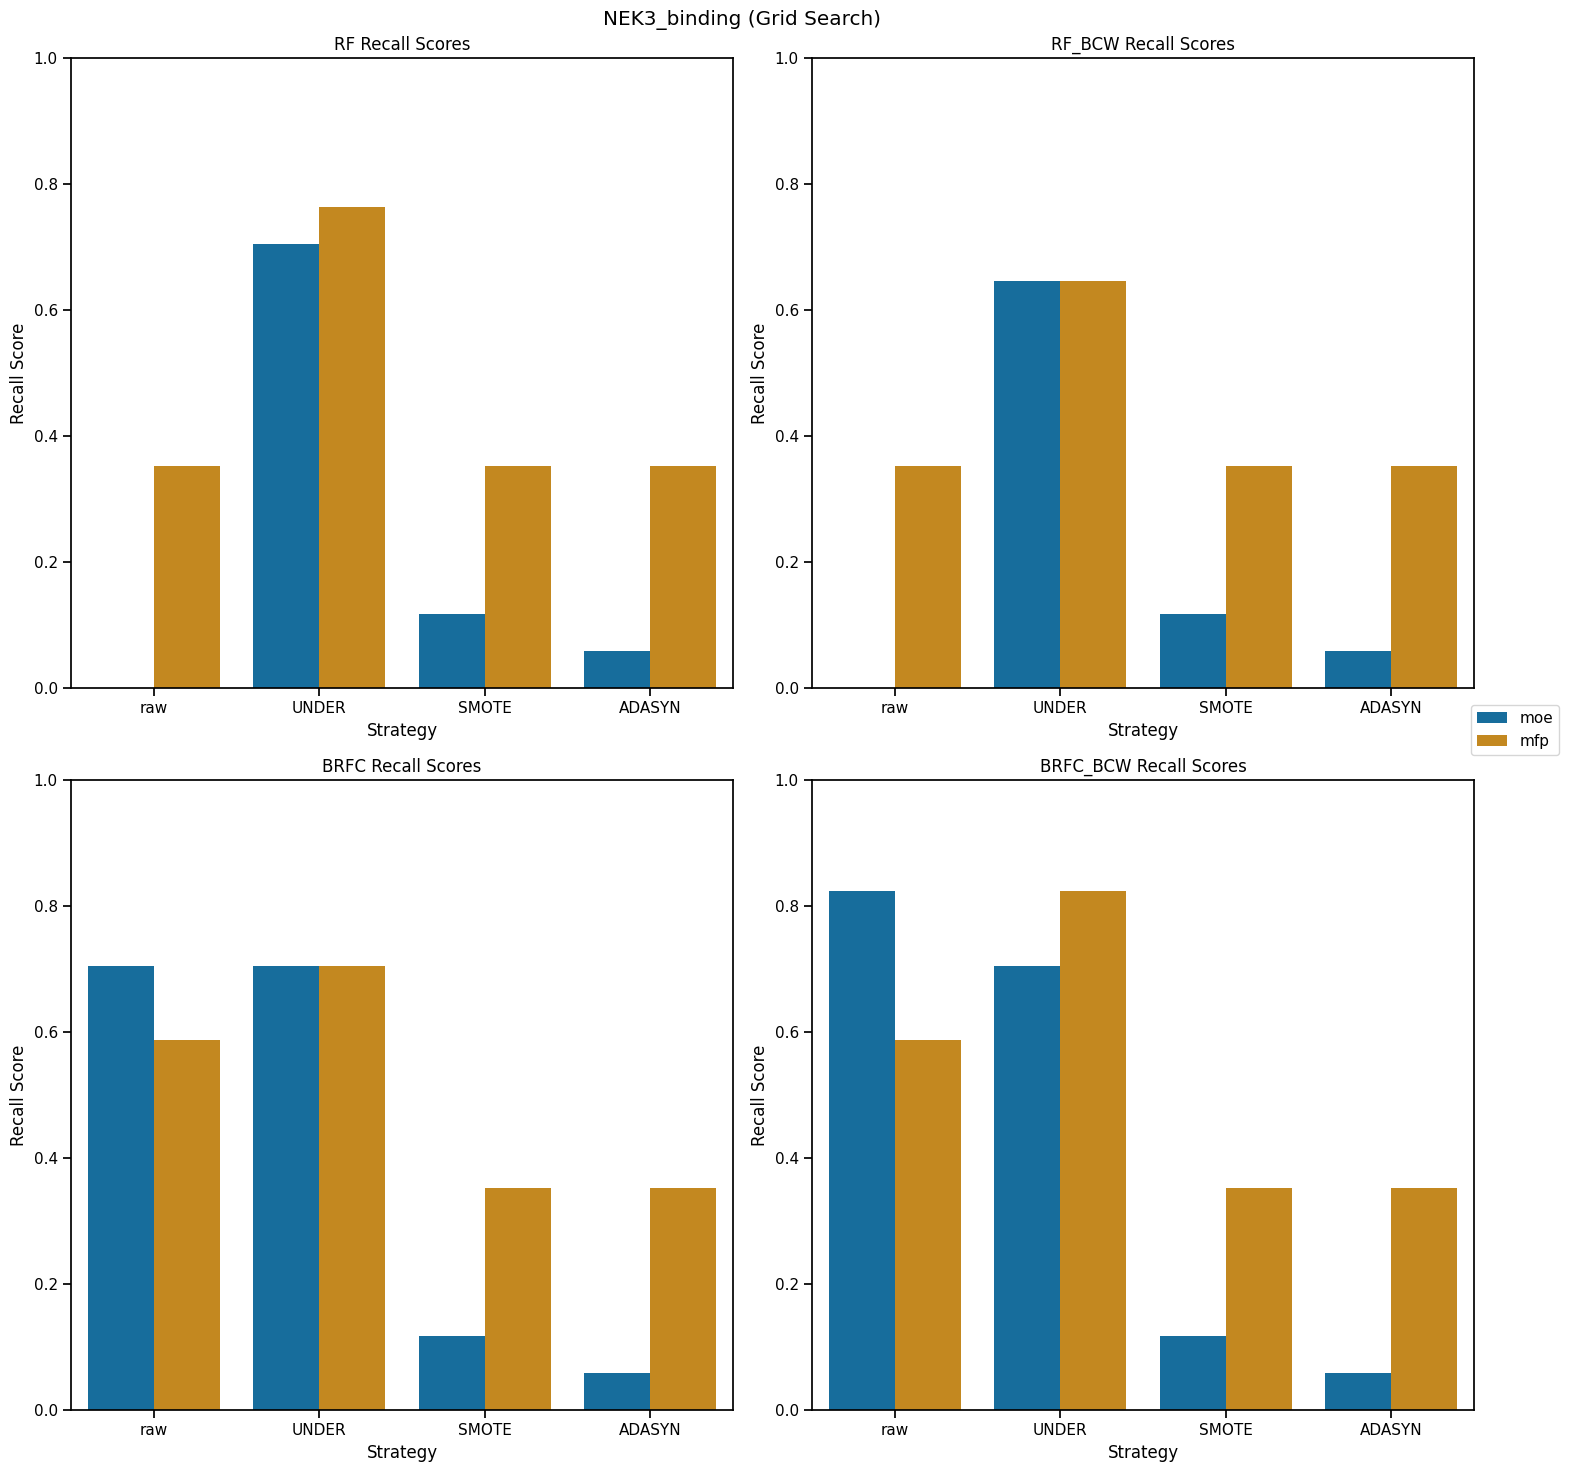 NEK3_binding (Grid Search)
RF Recall Scores
1.0
0.8
0.6
0.4
0.2
0.0
Recall Score
raw UNDER SMOTE ADASYN
Strategy
RF_BCW Recall Scores
1.0
0.8
0.6
0.4
0.2
0.0
Recall Score
raw UNDER SMOTE ADASYN
Strategy
moe
mfp
BRFC Recall Scores
1.0
0.8
0.6
0.4
0.2
0.0
Recall Score
raw UNDER SMOTE ADASYN
Strategy
BRFC_BCW Recall Scores
1.0
0.8
0.6
0.4
0.2
0.0
Recall Score
raw UNDER SMOTE ADASYN
Strategy